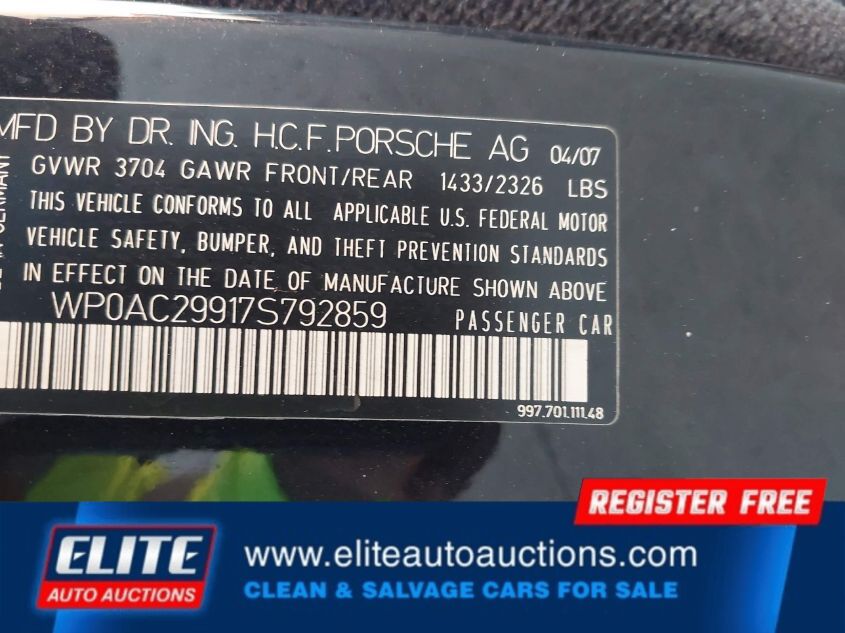 MFD BY DR. ING. H.C.F.PORSCHE AG 04/07
GVWR 3704 GAWR FRONT/REAR 1433/2326 LBS
THIS VEHICLE CONFORMS TO ALL APPLICABLE U.S. FEDERAL MOTOR
VEHICLE SAFETY, BUMPER, AND THEFT PREVENTION STANDARDS
IN EFFECT ON THE DATE OF MANUFACTURE SHOWN ABOVE
WP0AC29917S792859 PASSENGER CAR
997.701.111.48
REGISTER FREE
ELITE
AUTO AUCTIONS
www.eliteautoauctions.com
CLEAN & SALVAGE CARS FOR SALE